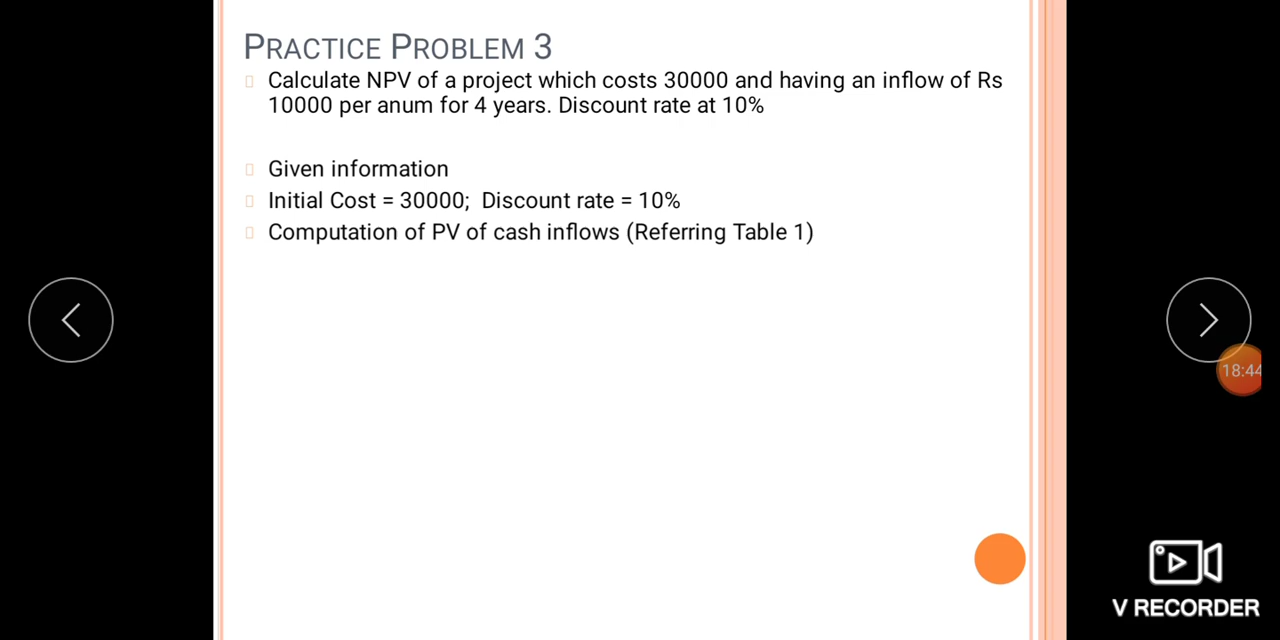 PRACTICE PROBLEM 3
Calculate NPV of a project which costs 30000 and having an inflow of Rs
10000 per anum for 4 years. Discount rate at 10%
Given information
Initial Cost = 30000;  Discount rate = 10%
Computation of PV of cash inflows (Referring Table 1)
18:44
V RECORDER